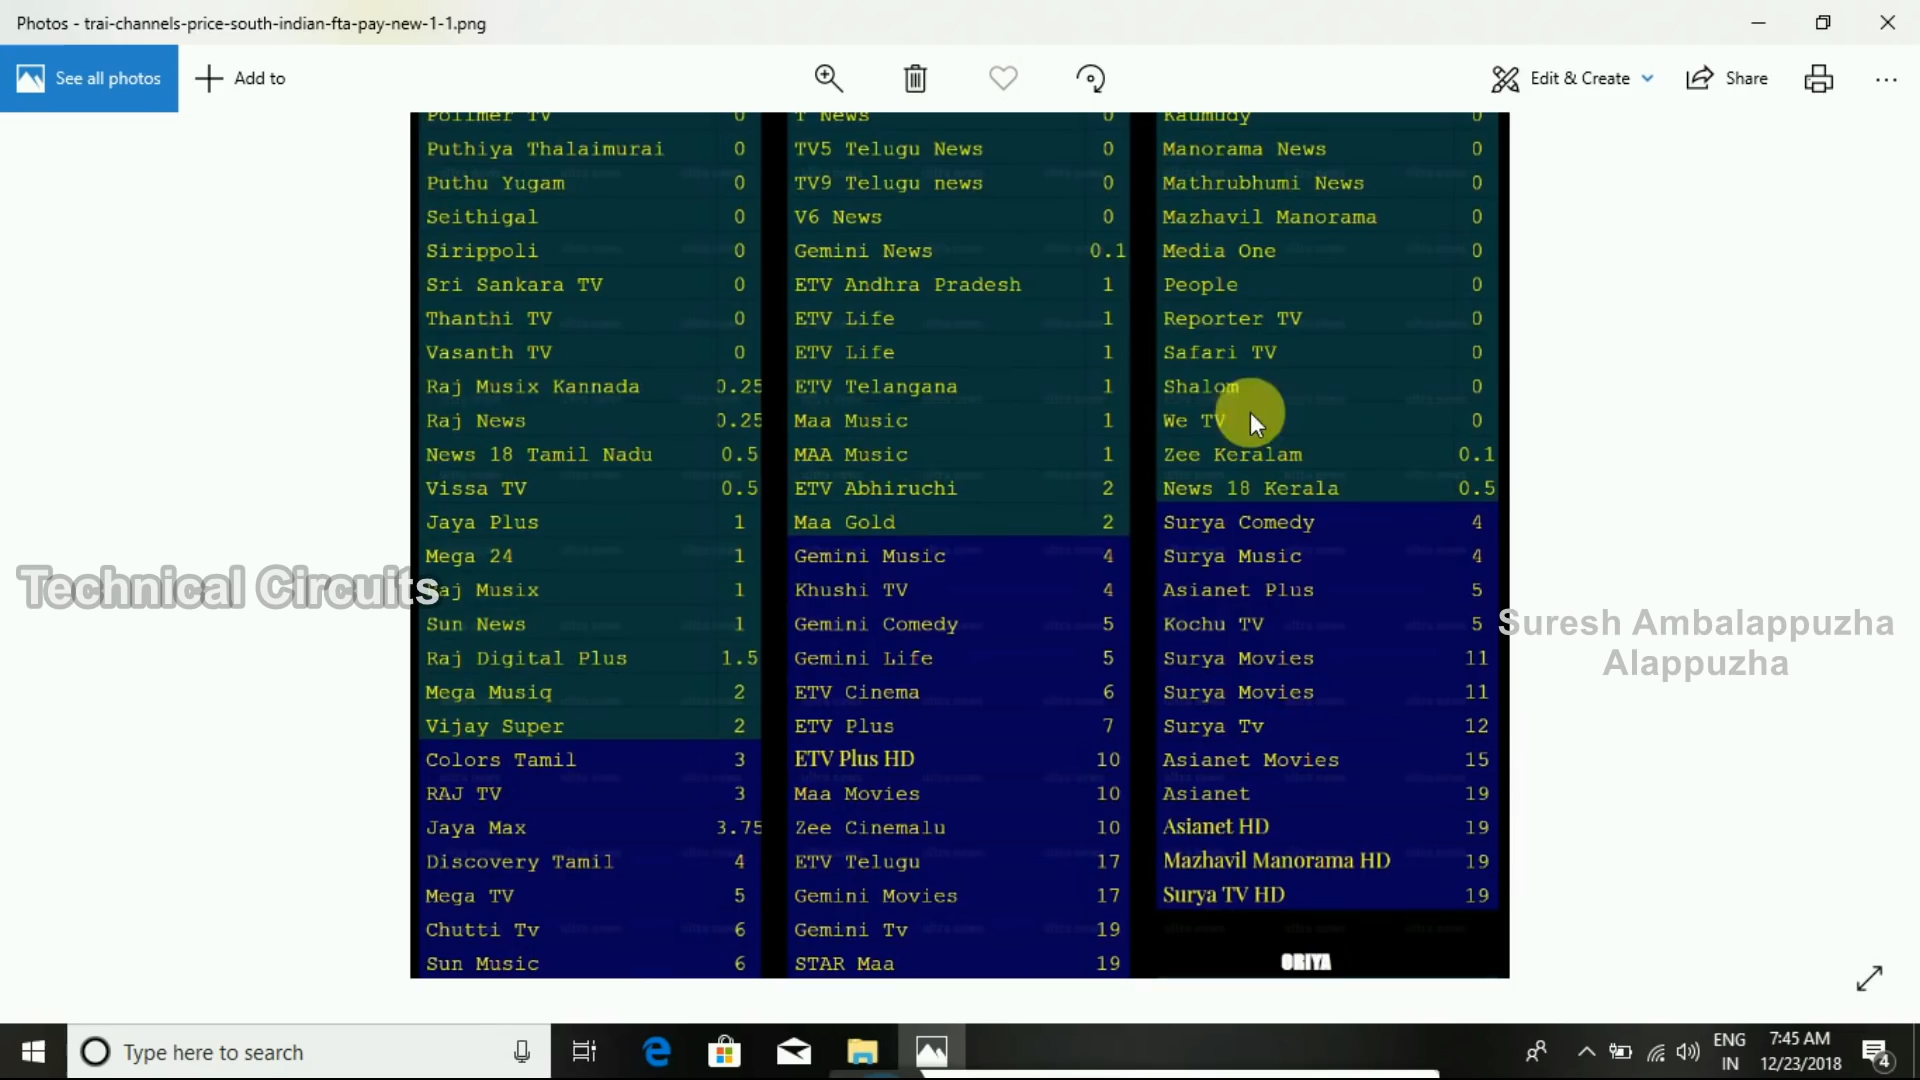 Photos - trai-channels-price-south-indian-fta-pay-new-1-1.png
See all photos
Add to
Edit & Create
Share
Polimer TV 0
Puthiya Thalaimurai 0
Puthu Yugam 0
Seithigal 0
Sirippoli 0
Sri Sankara TV 0
Thanthi TV 0
Vasanth TV 0
Raj Musix Kannada 0.25
Raj News 0.25
News 18 Tamil Nadu 0.5
Vissa TV 0.5
Jaya Plus 1
Mega 24 1
Raj Musix 1
Sun News 1
Raj Digital Plus 1.5
Mega Musiq 2
Vijay Super 2
Colors Tamil 3
RAJ TV 3
Jaya Max 3.75
Discovery Tamil 4
Mega TV 5
Chutti Tv 6
Sun Music 6
T News 0
TV5 Telugu News 0
TV9 Telugu news 0
V6 News 0
Gemini News 0.1
ETV Andhra Pradesh 1
ETV Life 1
ETV Life 1
ETV Telangana 1
Maa Music 1
MAA Music 1
ETV Abhiruchi 2
Maa Gold 2
Gemini Music 4
Khushi TV 4
Gemini Comedy 5
Gemini Life 5
ETV Cinema 6
ETV Plus 7
ETV Plus HD 10
Maa Movies 10
Zee Cinemalu 10
ETV Telugu 17
Gemini Movies 17
Gemini Tv 19
STAR Maa 19
Kaumudy 0
Manorama News 0
Mathrubhumi News 0
Mazhavil Manorama 0
Media One 0
People 0
Reporter TV 0
Safari TV 0
Shalom 0
We TV 0
Zee Keralam 0.1
News 18 Kerala 0.5
Surya Comedy 4
Surya Music 4
Asianet Plus 5
Kochu TV 5
Surya Movies 11
Surya Movies 11
Surya Tv 12
Asianet Movies 15
Asianet 19
Asianet HD 19
Mazhavil Manorama HD 19
Surya TV HD 19
ORIYA
Technical Circuits
Suresh Ambalappuzha
Alappuzha
Type here to search
ENG
IN
7:45 AM
12/23/2018
4